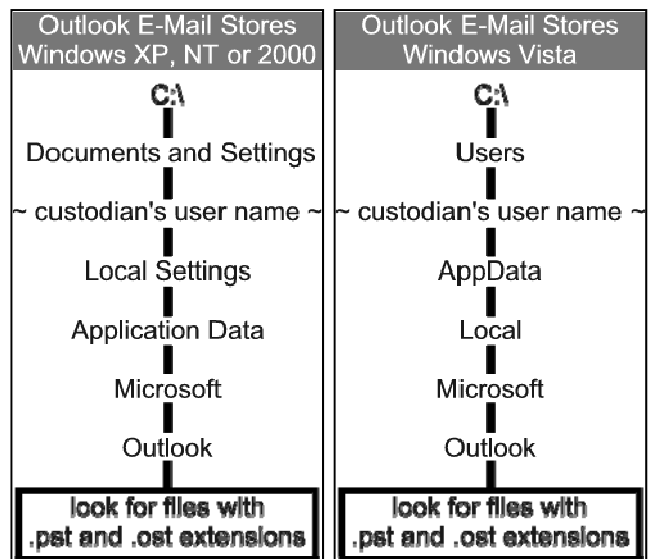 Outlook E-Mail Stores
Windows XP, NT or 2000
C:\
Documents and Settings
~ custodian's user name ~
Local Settings
Application Data
Microsoft
Outlook
look for files with
.pst and .ost extensions
Outlook E-Mail Stores
Windows Vista
C:\
Users
~ custodian's user name ~
AppData
Local
Microsoft
Outlook
look for files with
.pst and .ost extensions